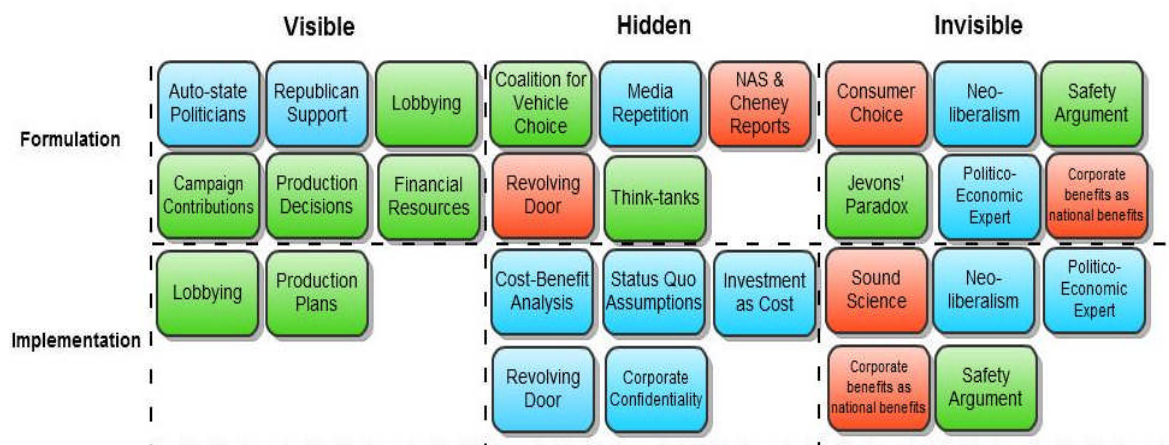 Visible Hidden Invisible
Formulation
Auto-state
Politicians
Republican
Support
Lobbying
Coalition for
Vehicle
Choice
Media
Repetition
NAS &
Cheney
Reports
Consumer
Choice
Neo-
liberalism
Safety
Argument
Campaign
Contributions
Production
Decisions
Financial
Resources
Revolving
Door
Think-tanks
Jevons'
Paradox
Politico-
Economic
Expert
Corporate
benefits as
national benefits
Implementation
Lobbying
Production
Plans
Cost-Benefit
Analysis
Status Quo
Assumptions
Investment
as Cost
Sound
Science
Neo-
liberalism
Politico-
Economic
Expert
Revolving
Door
Corporate
Confidentiality
Corporate
benefits as
national benefits
Safety
Argument